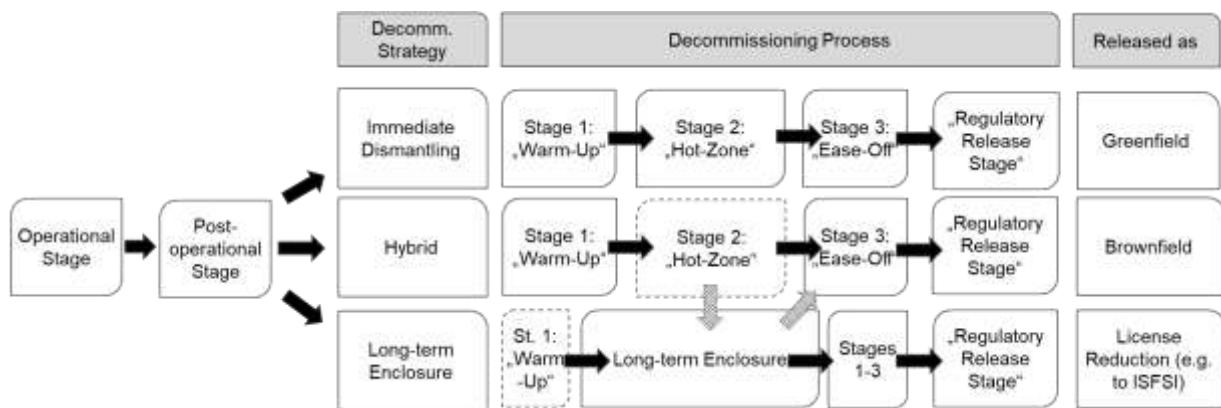 Decomm.
Strategy
Decommissioning Process
Released as
Immediate
Dismantling
Stage 1:
„Warm-Up“
Stage 2:
„Hot-Zone“
Stage 3:
„Ease-Off“
„Regulatory
Release
Stage“
Greenfield
Operational
Stage
Post-
operational
Stage
Hybrid
Stage 1:
„Warm-Up“
Stage 2:
„Hot-Zone“
Stage 3:
„Ease-Off“
„Regulatory
Release
Stage“
Brownfield
Long-term
Enclosure
St. 1:
„Warm
-Up“
Long-term Enclosure
Stages
1-3
„Regulatory
Release
Stage“
License
Reduction (e.g.
to ISFSI)